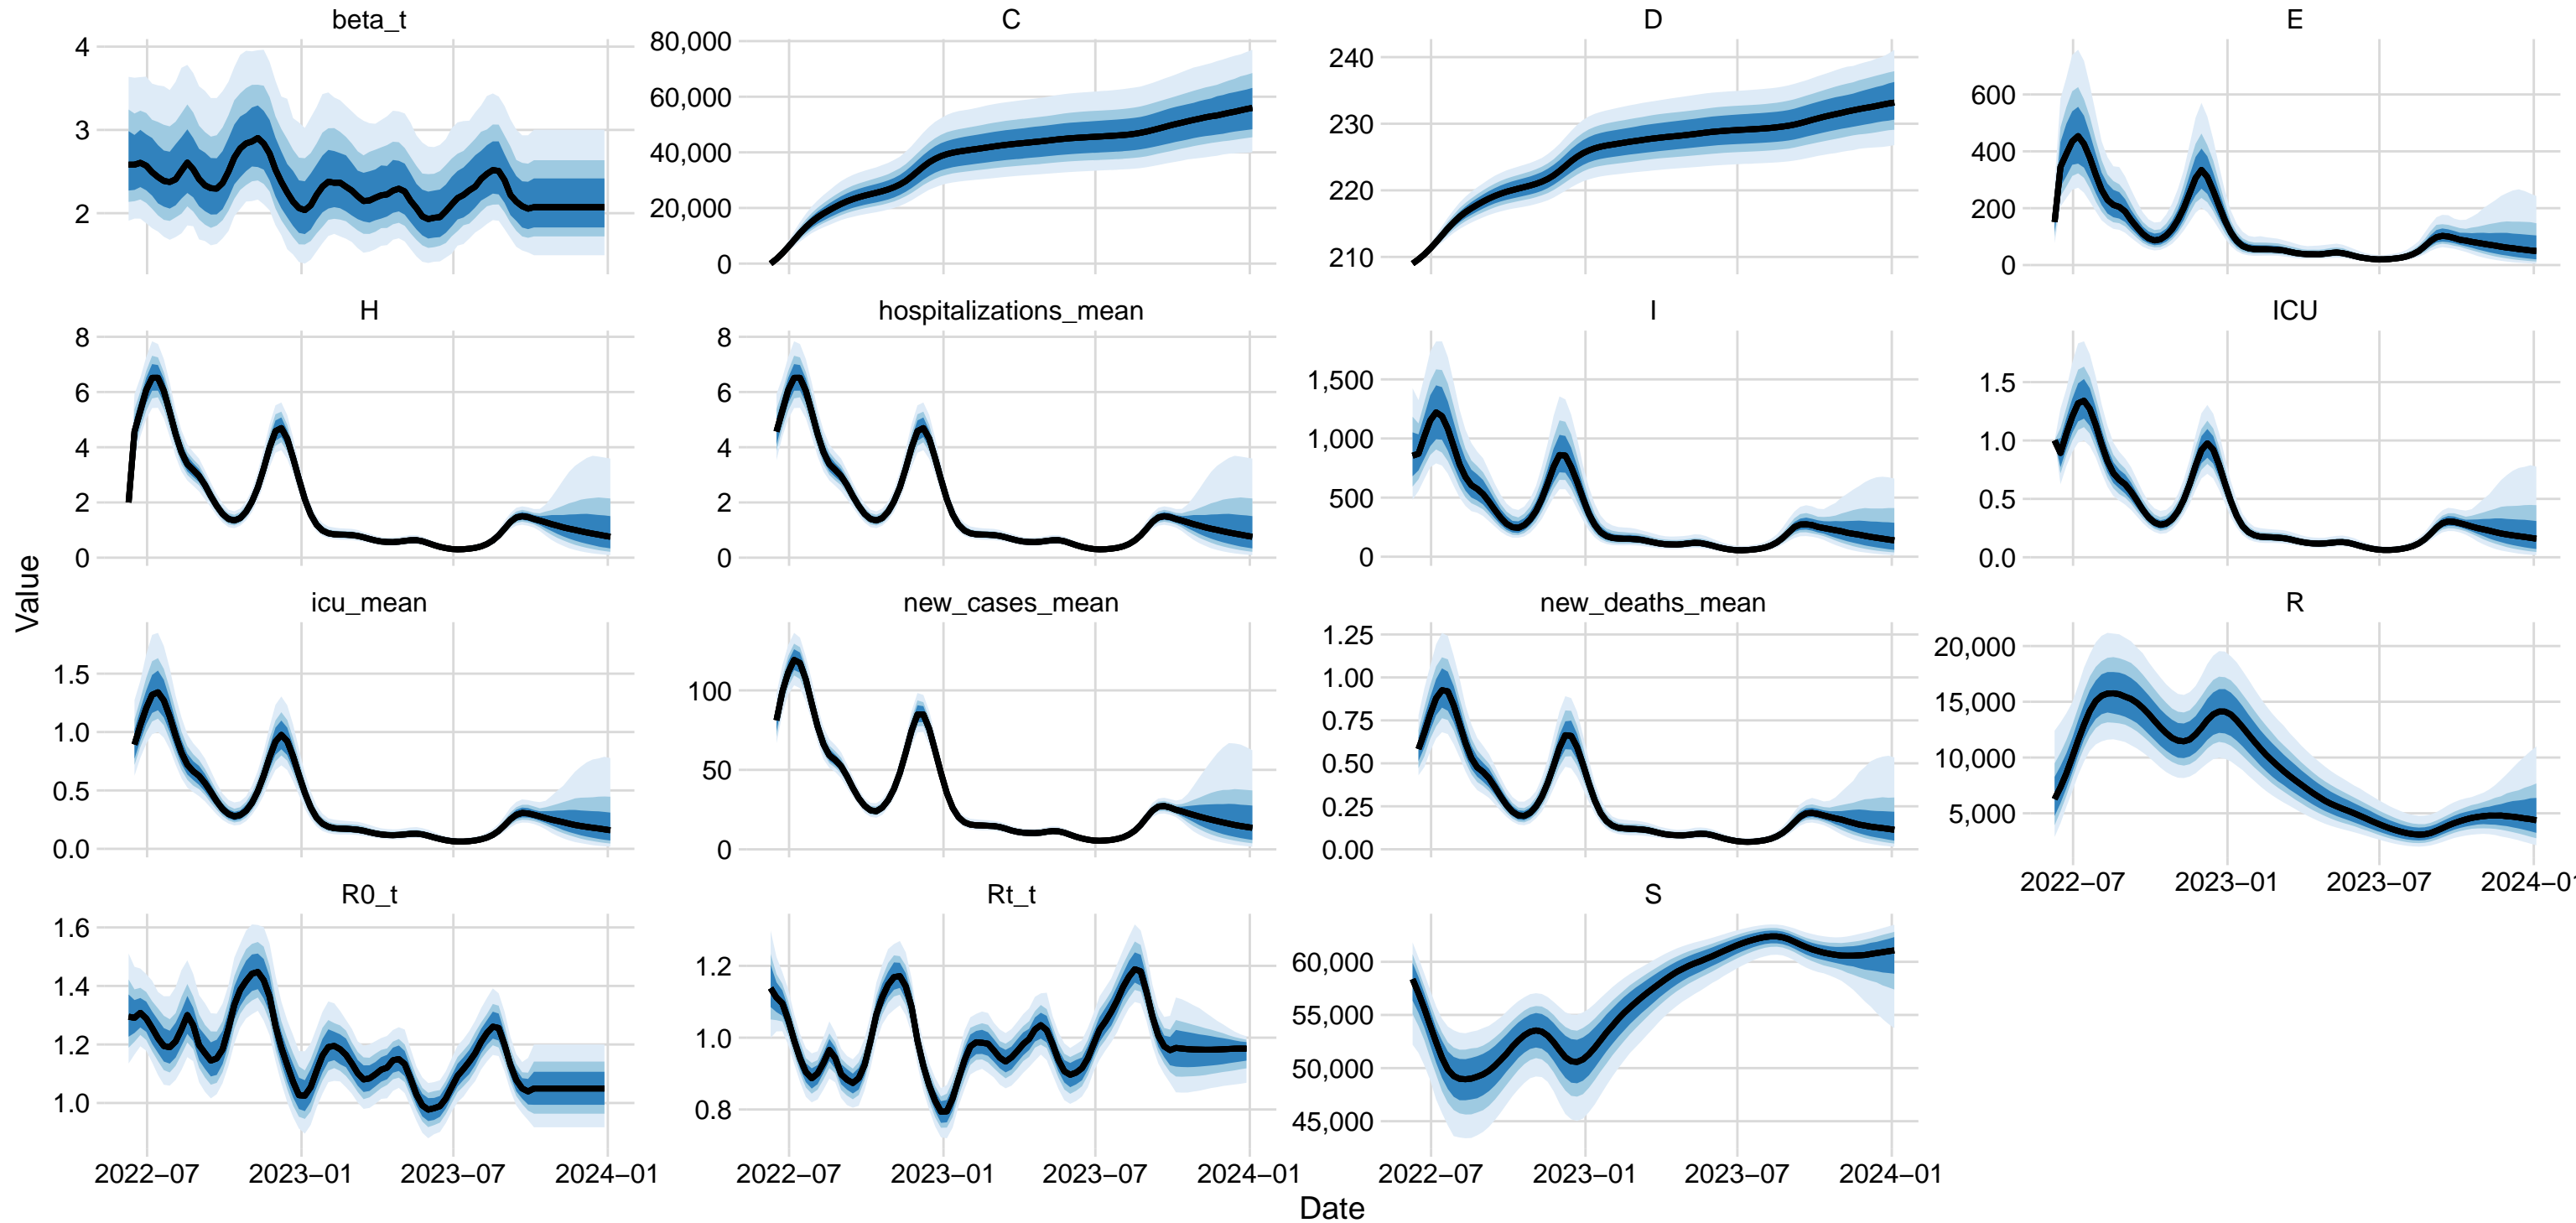 beta_t
C
D
E
4
3
2
80,000
60,000
40,000
20,000
0
240
230
220
210
600
400
200
0
H
hospitalizations_mean
I
ICU
8
6
4
2
0
8
6
4
2
0
1,500
1,000
500
0
1.5
1.0
0.5
0.0
Value
icu_mean
new_cases_mean
new_deaths_mean
R
1.5
1.0
0.5
0.0
100
50
0
1.25
1.00
0.75
0.50
0.25
0.00
20,000
15,000
10,000
5,000
2022−07 2023−01 2023−07 2024−01
R0_t
Rt_t
S
1.6
1.4
1.2
1.0
1.2
1.0
0.8
60,000
55,000
50,000
45,000
2022−07 2023−01 2023−07 2024−01
2022−07 2023−01 2023−07 2024−01
2022−07 2023−01 2023−07 2024−01
Date